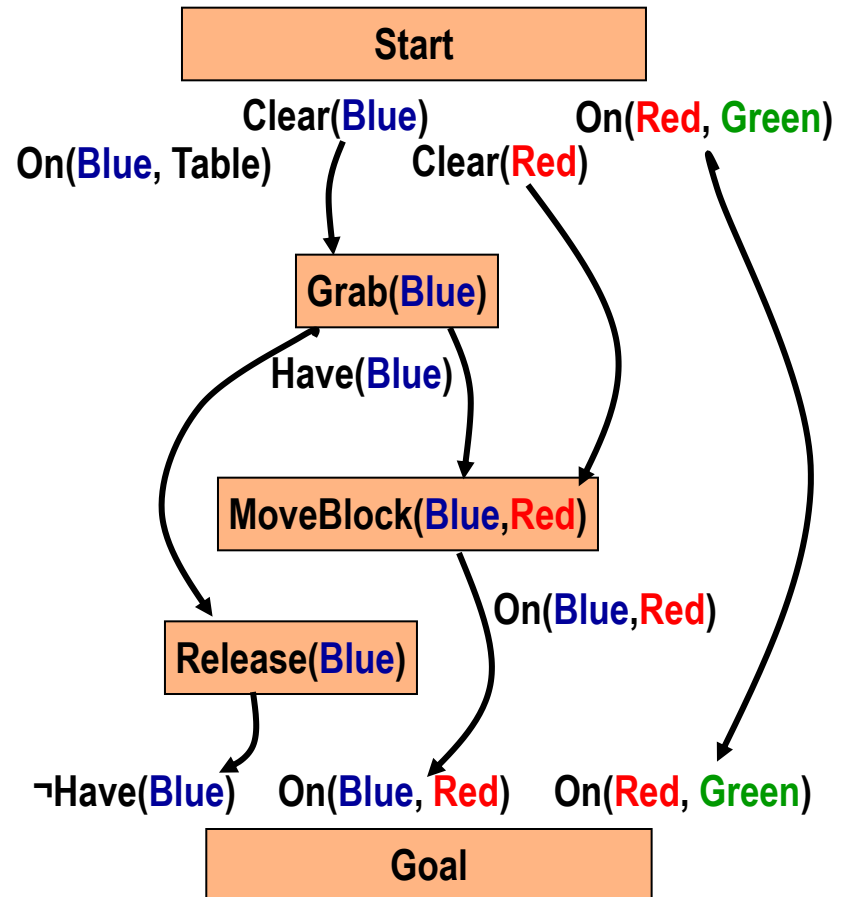 Start
Clear(Blue)
On(Red, Green)
On(Blue, Table)
Clear(Red)
Grab(Blue)
Have(Blue)
MoveBlock(Blue,Red)
On(Blue,Red)
Release(Blue)
¬Have(Blue)
On(Blue, Red)
On(Red, Green)
Goal